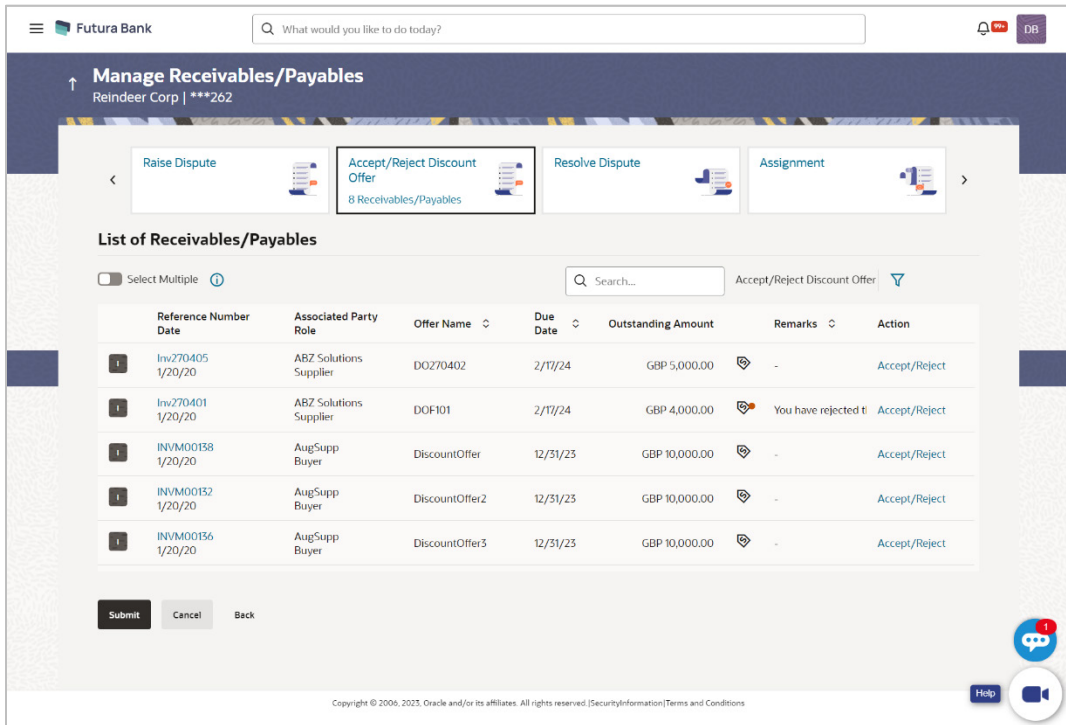 Futura Bank
What would you like to do today?
99+
DB
Manage Receivables/Payables
Reindeer Corp | ***262
Raise Dispute
Accept/Reject Discount
Offer
8 Receivables/Payables
Resolve Dispute
Assignment
List of Receivables/Payables
Select Multiple
Search...
Accept/Reject Discount Offer
Reference Number
Date
Associated Party
Role
Offer Name
Due
Date
Outstanding Amount
Remarks
Action
I
Inv270405
1/20/20
ABZ Solutions
Supplier
DO270402
2/17/24
GBP 5,000.00
-
Accept/Reject
I
Inv270401
1/20/20
ABZ Solutions
Supplier
DOF101
2/17/24
GBP 4,000.00
You have rejected tl
Accept/Reject
I
INVM00138
1/20/20
AugSupp
Buyer
DiscountOffer
12/31/23
GBP 10,000.00
-
Accept/Reject
I
INVM00132
1/20/20
AugSupp
Buyer
DiscountOffer2
12/31/23
GBP 10,000.00
-
Accept/Reject
I
INVM00136
1/20/20
AugSupp
Buyer
DiscountOffer3
12/31/23
GBP 10,000.00
-
Accept/Reject
Submit
Cancel
Back
1
Help
Copyright © 2006, 2023, Oracle and/or its affiliates. All rights reserved.|SecurityInformation|Terms and Conditions